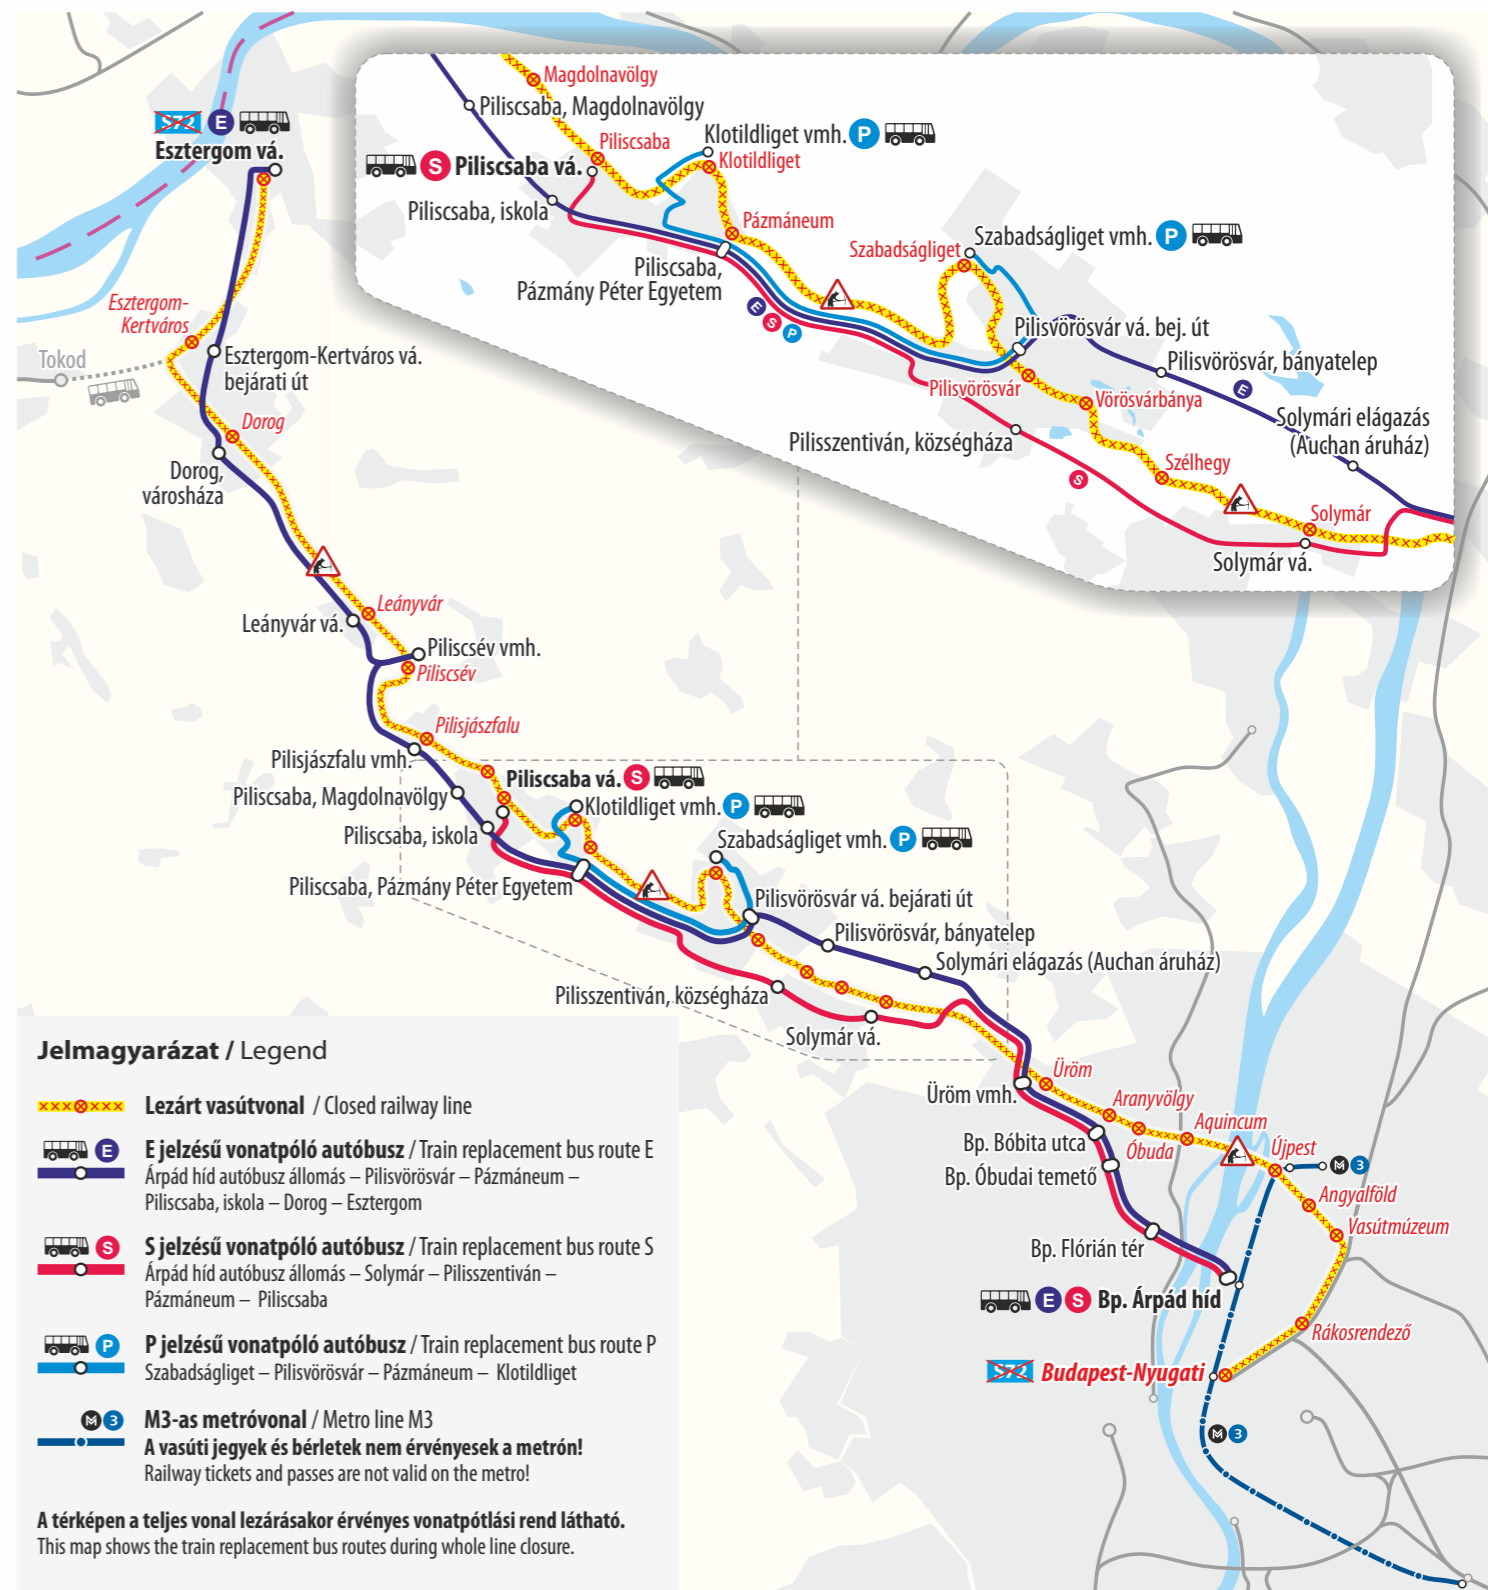 S72 E
Esztergom vá.
Magdolnavölgy
Piliscsaba, Magdolnavölgy
Klotildliget vmh. P
Piliscsaba
Klotildliget
S Piliscsaba vá.
Piliscsaba, iskola
Pázmáneum
Szabadságliget vmh. P
Szabadságliget
Piliscsaba,
Pázmány Péter Egyetem
E
S
P
Pilisvörösvár vá. bej. út
Pilisvörösvár, bányatelep
E
Pilisvörösvár
Vörösvárbánya
Solymári elágazás
(Auchan áruház)
Pilisszentiván, községháza
Szélhegy
S
Solymár
Solymár vá.
Esztergom-
Kertváros
Tokod
Esztergom-Kertváros vá.
bejárati út
Dorog
Dorog,
városháza
Leányvár
Leányvár vá.
Piliscsév vmh.
Piliscsév
Pilisjászfalu
Pilisjászfalu vmh.
Piliscsaba vá. S
Piliscsaba, Magdolnavölgy
Klotildliget vmh. P
Piliscsaba, iskola
Szabadságliget vmh. P
Piliscsaba, Pázmány Péter Egyetem
Pilisvörösvár vá. bejárati út
Pilisvörösvár, bányatelep
Solymári elágazás (Auchan áruház)
Pilisszentiván, községháza
Solymár vá.
Üröm
Üröm vmh.
Aranyvölgy
Aquincum
Bp. Bóbita utca
Óbuda
Újpest
M 3
Bp. Óbudai temető
Angyalföld
Vasútmúzeum
Bp. Flórián tér
E S Bp. Árpád híd
Rákosrendező
S72 Budapest-Nyugati
M 3
Jelmagyarázat / Legend
Lezárt vasútvonal / Closed railway line
E E jelzésű vonatpóló autóbusz / Train replacement bus route E
Árpád híd autóbusz állomás – Pilisvörösvár – Pázmáneum –
Piliscsaba, iskola – Dorog – Esztergom
S S jelzésű vonatpóló autóbusz / Train replacement bus route S
Árpád híd autóbusz állomás – Solymár – Pilisszentiván –
Pázmáneum – Piliscsaba
P P jelzésű vonatpóló autóbusz / Train replacement bus route P
Szabadságliget – Pilisvörösvár – Pázmáneum – Klotildliget
M 3 M3-as metróvonal / Metro line M3
A vasúti jegyek és bérletek nem érvényesek a metrón!
Railway tickets and passes are not valid on the metro!
A térképen a teljes vonal lezárásakor érvényes vonatpótlási rend látható.
This map shows the train replacement bus routes during whole line closure.